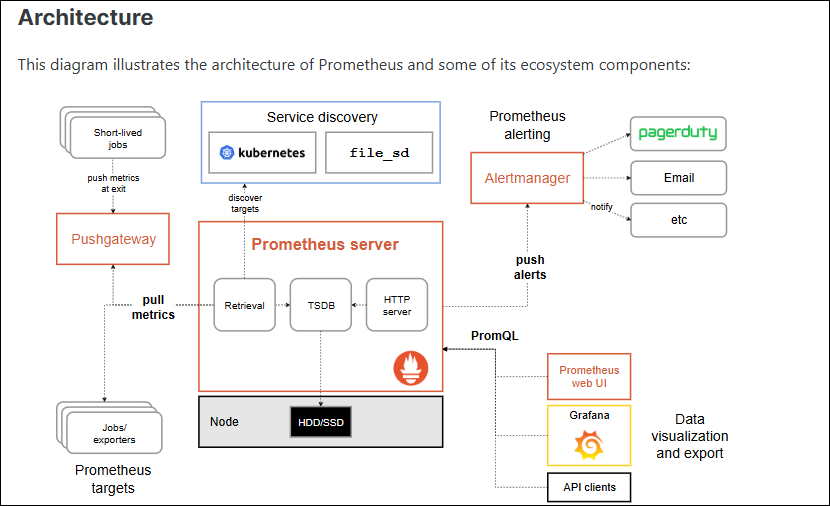 Architecture
This diagram illustrates the architecture of Prometheus and some of its ecosystem components:
Short-lived
jobs
push metrics
at exit
Pushgateway
Service discovery
kubernetes
file_sd
discover
targets
Prometheus
alerting
Alertmanager
pagerduty
Email
notify
etc
Prometheus server
Retrieval
TSDB
HTTP
server
pull
metrics
push
alerts
PromQL
Node
HDD/SSD
Jobs/
exporters
Prometheus
targets
Prometheus
web UI
Grafana
API clients
Data
visualization
and export